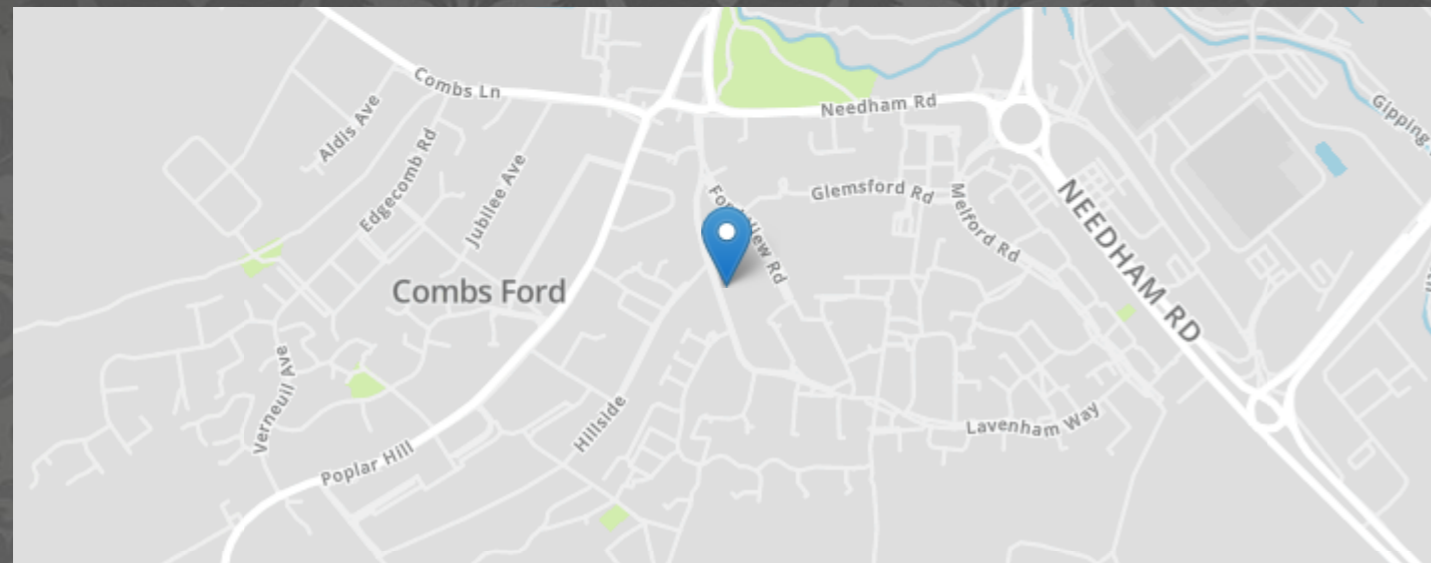 Combs Ln
Needham Rd
Gipping
Aldis Ave
Edgecomb Rd
Jubilee Ave
Glemsford Rd
Melford Rd
NEEDHAM RD
Combs Ford
Verneuil Ave
Hillside
Lavenham Way
Poplar Hill